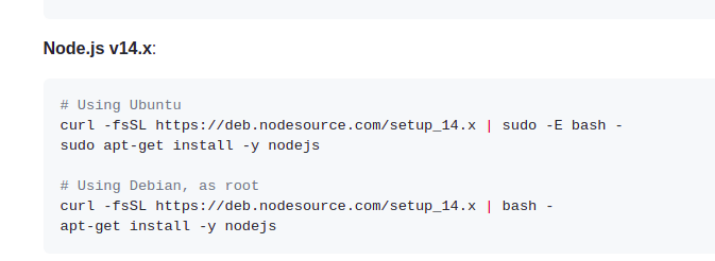 Node.js v14.x:
# Using Ubuntu
curl -fsSL https://deb.nodesource.com/setup_14.x | sudo -E bash -
sudo apt-get install -y nodejs
# Using Debian, as root
curl -fsSL https://deb.nodesource.com/setup_14.x | bash -
apt-get install -y nodejs